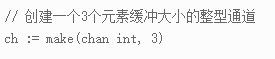 // 创建一个3个元素缓冲大小的整型通道
ch := make(chan int, 3)